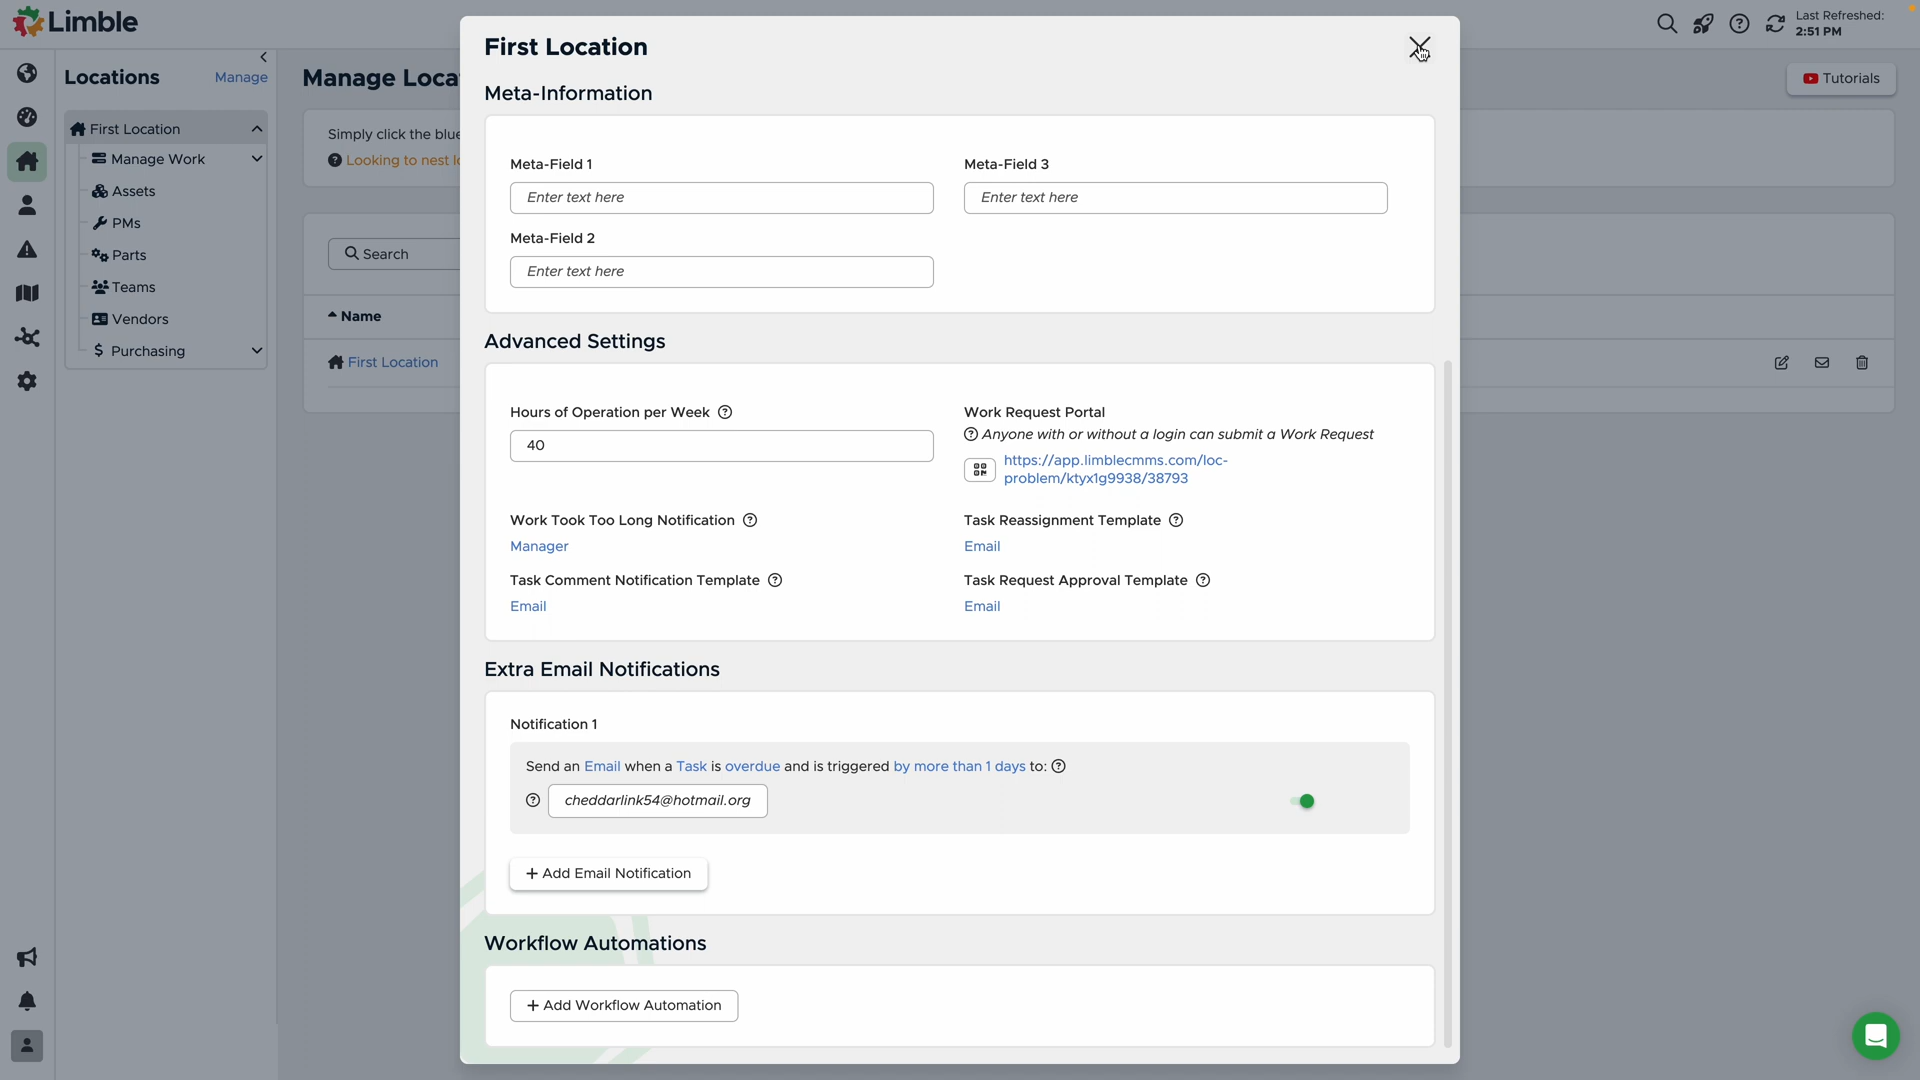 Limble
Last Refreshed:
2:51 PM
Locations
Manage
First Location
Manage Work
Assets
PMs
Parts
Teams
Vendors
Purchasing
Manage Loca
Tutorials
Simply click the blue
Looking to nest lo
Search
Name
First Location
First Location
Meta-Information
Meta-Field 1
Enter text here
Meta-Field 3
Enter text here
Meta-Field 2
Enter text here
Advanced Settings
Hours of Operation per Week
40
Work Request Portal
Anyone with or without a login can submit a Work Request
https://app.limblecmms.com/loc-
problem/ktyx1g9938/38793
Work Took Too Long Notification
Manager
Task Reassignment Template
Email
Task Comment Notification Template
Email
Task Request Approval Template
Email
Extra Email Notifications
Notification 1
Send an Email when a Task is overdue and is triggered by more than 1 days to:
cheddarlink54@hotmail.org
+ Add Email Notification
Workflow Automations
+ Add Workflow Automation